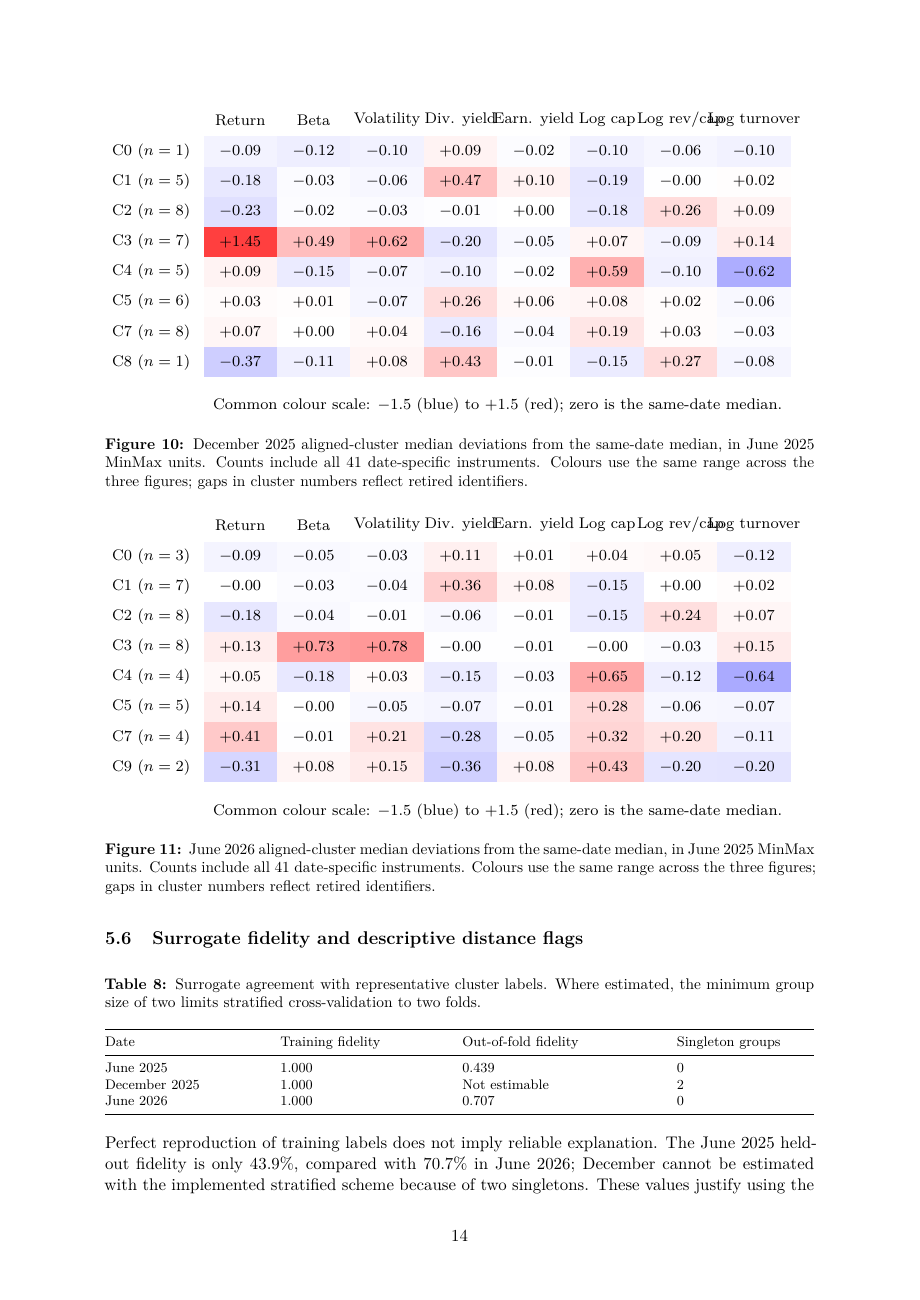 Return Beta Volatility Div. yield Earn. yield Log cap Log rev/cap Log turnover
C0 (n = 1) −0.09 −0.12 −0.10 +0.09 −0.02 −0.10 −0.06 −0.10
C1 (n = 5) −0.18 −0.03 −0.06 +0.47 +0.10 −0.19 −0.00 +0.02
C2 (n = 8) −0.23 −0.02 −0.03 −0.01 +0.00 −0.18 +0.26 +0.09
C3 (n = 7) +1.45 +0.49 +0.62 −0.20 −0.05 +0.07 −0.09 +0.14
C4 (n = 5) +0.09 −0.15 −0.07 −0.10 −0.02 +0.59 −0.10 −0.62
C5 (n = 6) +0.03 +0.01 −0.07 +0.26 +0.06 +0.08 +0.02 −0.06
C7 (n = 8) +0.07 +0.00 +0.04 −0.16 −0.04 +0.19 +0.03 −0.03
C8 (n = 1) −0.37 −0.11 +0.08 +0.43 −0.01 −0.15 +0.27 −0.08
Common colour scale: −1.5 (blue) to +1.5 (red); zero is the same-date median.
Figure 10: December 2025 aligned-cluster median deviations from the same-date median, in June 2025
MinMax units. Counts include all 41 date-specific instruments. Colours use the same range across the
three figures; gaps in cluster numbers reflect retired identifiers.
Return Beta Volatility Div. yield Earn. yield Log cap Log rev/cap Log turnover
C0 (n = 3) −0.09 −0.05 −0.03 +0.11 +0.01 +0.04 +0.05 −0.12
C1 (n = 7) −0.00 −0.03 −0.04 +0.36 +0.08 −0.15 +0.00 +0.02
C2 (n = 8) −0.18 −0.04 −0.01 −0.06 −0.01 −0.15 +0.24 +0.07
C3 (n = 8) +0.13 +0.73 +0.78 −0.00 −0.01 −0.00 −0.03 +0.15
C4 (n = 4) +0.05 −0.18 +0.03 −0.15 −0.03 +0.65 −0.12 −0.64
C5 (n = 5) +0.14 −0.00 −0.05 −0.07 −0.01 +0.28 −0.06 −0.07
C7 (n = 4) +0.41 −0.01 +0.21 −0.28 −0.05 +0.32 +0.20 −0.11
C9 (n = 2) −0.31 +0.08 +0.15 −0.36 +0.08 +0.43 −0.20 −0.20
Common colour scale: −1.5 (blue) to +1.5 (red); zero is the same-date median.
Figure 11: June 2026 aligned-cluster median deviations from the same-date median, in June 2025 MinMax
units. Counts include all 41 date-specific instruments. Colours use the same range across the three figures;
gaps in cluster numbers reflect retired identifiers.
5.6 Surrogate fidelity and descriptive distance flags
Table 8: Surrogate agreement with representative cluster labels. Where estimated, the minimum group
size of two limits stratified cross-validation to two folds.
Date Training fidelity Out-of-fold fidelity Singleton groups
June 2025 1.000 0.439 0
December 2025 1.000 Not estimable 2
June 2026 1.000 0.707 0
Perfect reproduction of training labels does not imply reliable explanation. The June 2025 held-
out fidelity is only 43.9%, compared with 70.7% in June 2026; December cannot be estimated
with the implemented stratified scheme because of two singletons. These values justify using the
14